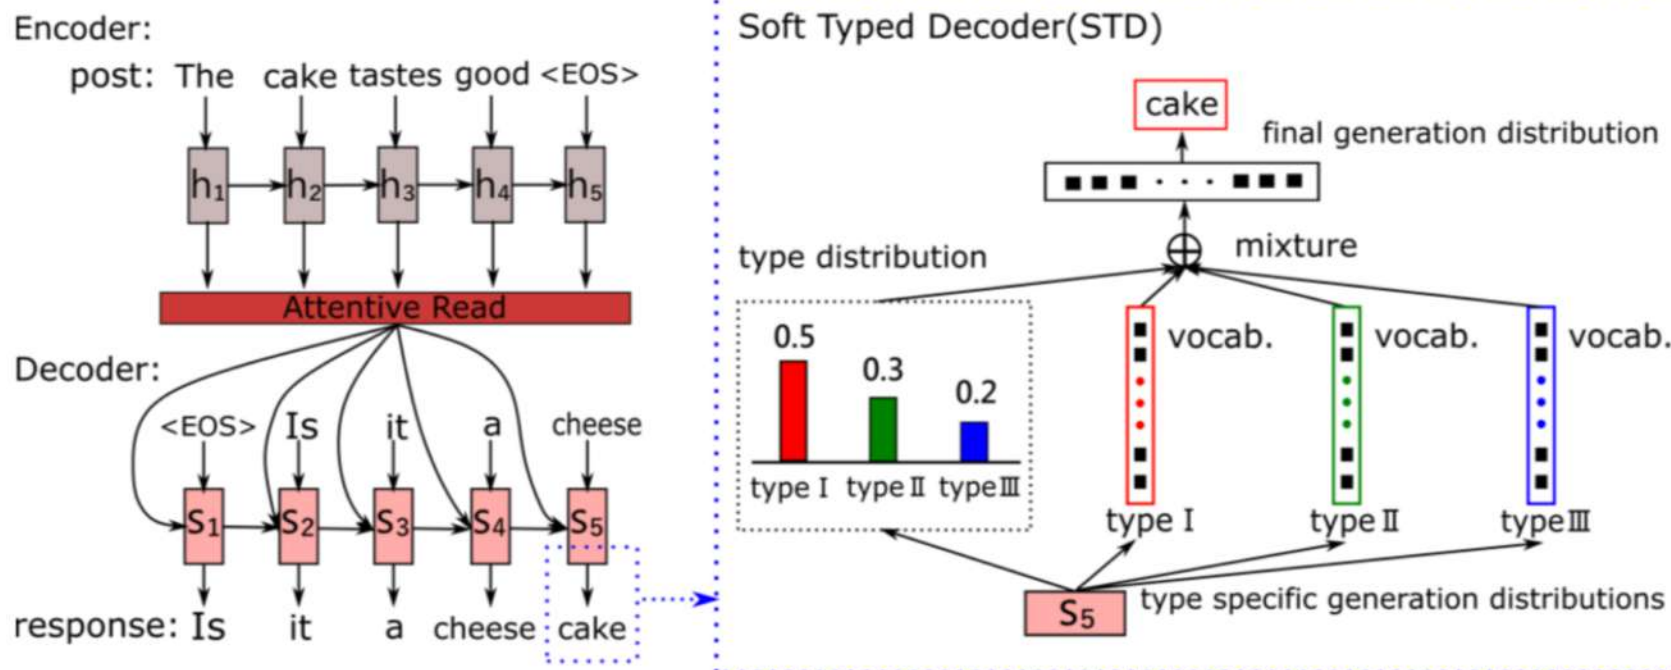 Encoder:
post: The cake tastes good <EOS>
h1 h2 h3 h4 h5
Attentive Read
Decoder:
<EOS> Is it a cheese
S1 S2 S3 S4 S5
response: Is it a cheese cake
Soft Typed Decoder(STD)
cake
final generation distribution
mixture
type distribution
0.5
0.3
0.2
type I type II type III
vocab. vocab. vocab.
type I type II type III
S5
type specific generation distributions